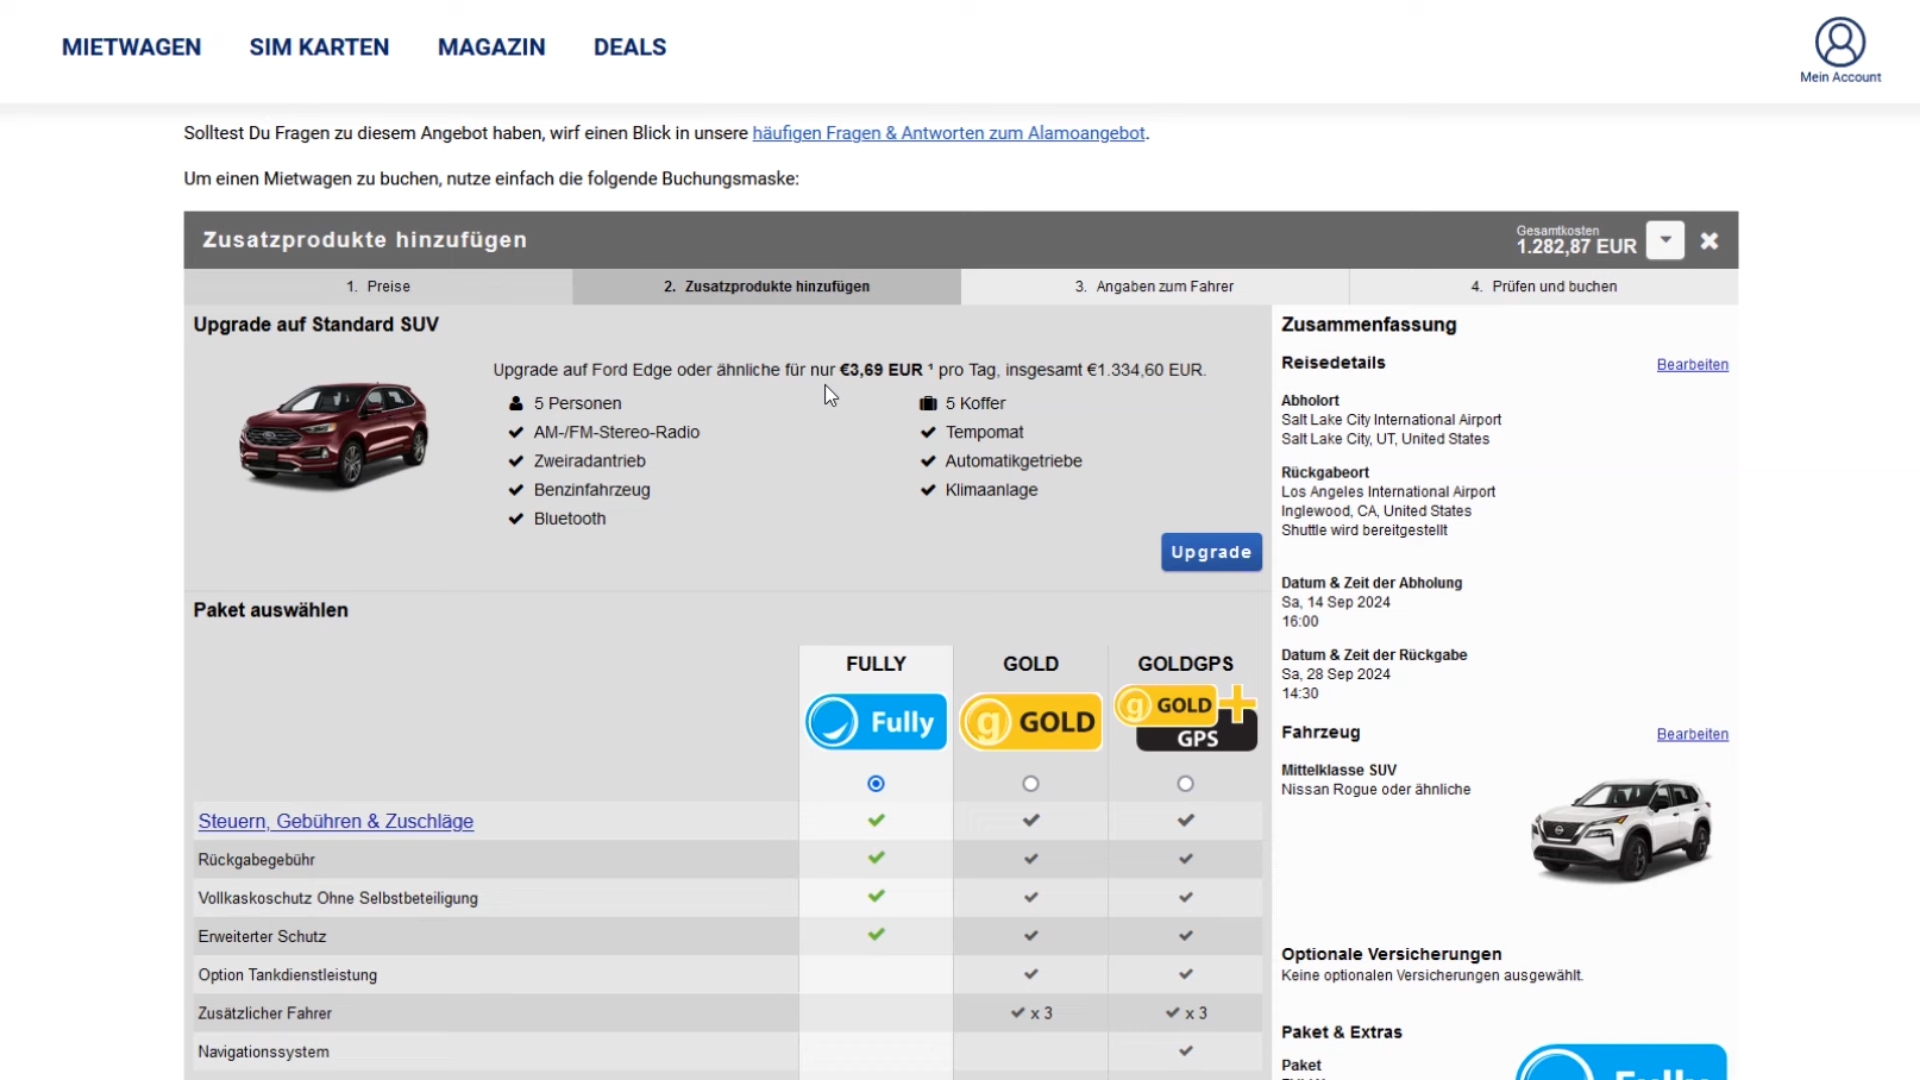 MIETWAGEN SIM KARTEN MAGAZIN DEALS
Mein Account
Solltest Du Fragen zu diesem Angebot haben, wirf einen Blick in unsere häufigen Fragen & Antworten zum Alamoangebot.
Um einen Mietwagen zu buchen, nutze einfach die folgende Buchungsmaske:
Zusatzprodukte hinzufügen
Gesamtkosten
1.282,87 EUR
1. Preise
2. Zusatzprodukte hinzufügen
3. Angaben zum Fahrer
4. Prüfen und buchen
Upgrade auf Standard SUV
Upgrade auf Ford Edge oder ähnliche für nur €3,69 EUR ¹ pro Tag, insgesamt €1.334,60 EUR.
5 Personen
5 Koffer
AM-/FM-Stereo-Radio
Tempomat
Zweiradantrieb
Automatikgetriebe
Benzinfahrzeug
Klimaanlage
Bluetooth
Upgrade
Paket auswählen
FULLY GOLD GOLDGPS
Fully
g GOLD
g GOLD
GPS
Steuern, Gebühren & Zuschläge
Rückgabegebühr
Vollkaskoschutz Ohne Selbstbeteiligung
Erweiterter Schutz
Option Tankdienstleistung
Zusätzlicher Fahrer x 3 x 3
Navigationssystem
Zusammenfassung
Reisedetails
Bearbeiten
Abholort
Salt Lake City International Airport
Salt Lake City, UT, United States
Rückgabeort
Los Angeles International Airport
Inglewood, CA, United States
Shuttle wird bereitgestellt
Datum & Zeit der Abholung
Sa, 14 Sep 2024
16:00
Datum & Zeit der Rückgabe
Sa, 28 Sep 2024
14:30
Fahrzeug
Bearbeiten
Mittelklasse SUV
Nissan Rogue oder ähnliche
Optionale Versicherungen
Keine optionalen Versicherungen ausgewählt.
Paket & Extras
Paket